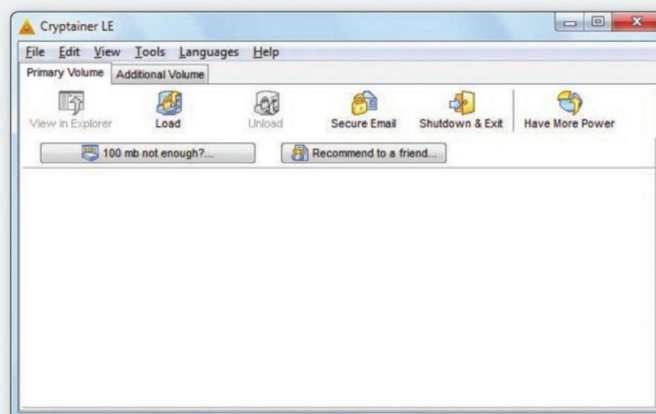 Cryptainer LE
File Edit View Tools Languages Help
Primary Volume Additional Volume
View in Explorer Load Unload Secure Email Shutdown & Exit Have More Power
100 mb not enough?... Recommend to a friend...